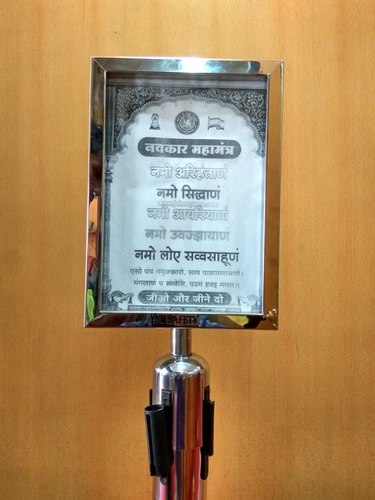 नवकार महामंत्र
नमो अरिहंताणं
नमो सिद्धाणं
नमो आयरियाणं
नमो उवज्झायाणं
नमो लोए सव्वसाहूणं
एसो पंच नमुक्कारो, सव्व पावप्पणासणो।
मंगलाणं च सव्वेसिं, पढमं हवइ मंगलं॥
जीओ और जीने दो
SAFETY